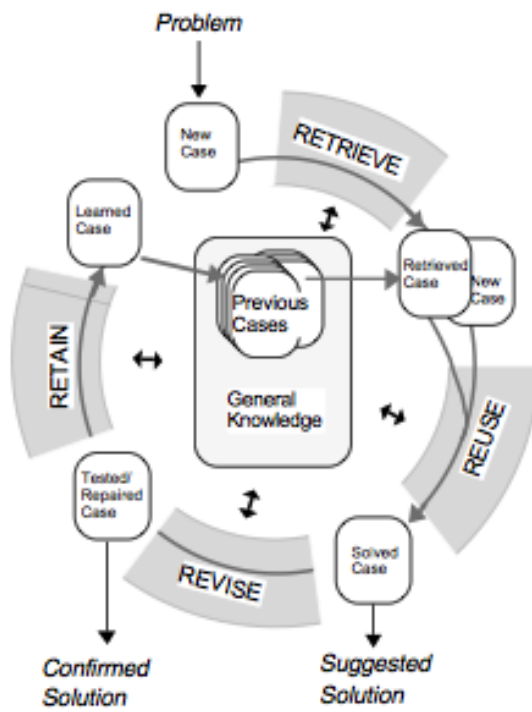 Problem
New
Case
RETRIEVE
Learned
Case
Retrieved
Case
New
Case
Previous
Cases
General
Knowledge
RETAIN
REUSE
Tested/
Repaired
Case
REVISE
Solved
Case
Confirmed
Solution
Suggested
Solution